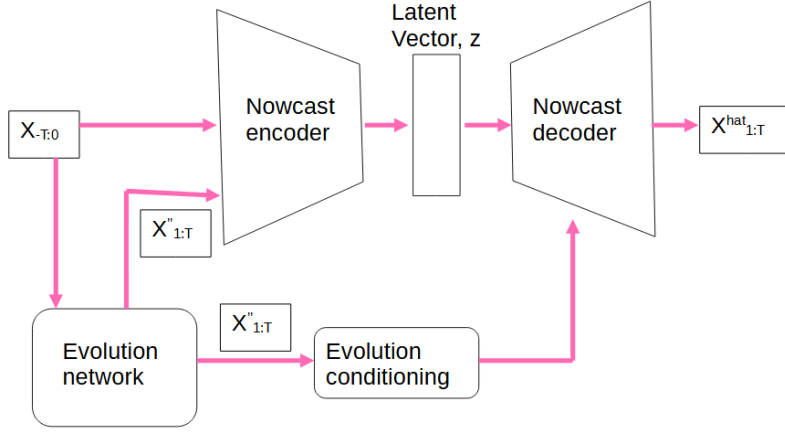 Latent
Vector, z
Nowcast
encoder
Nowcast
decoder
X-T:0
Xhat1:T
X"1:T
X"1:T
Evolution
network
Evolution
conditioning